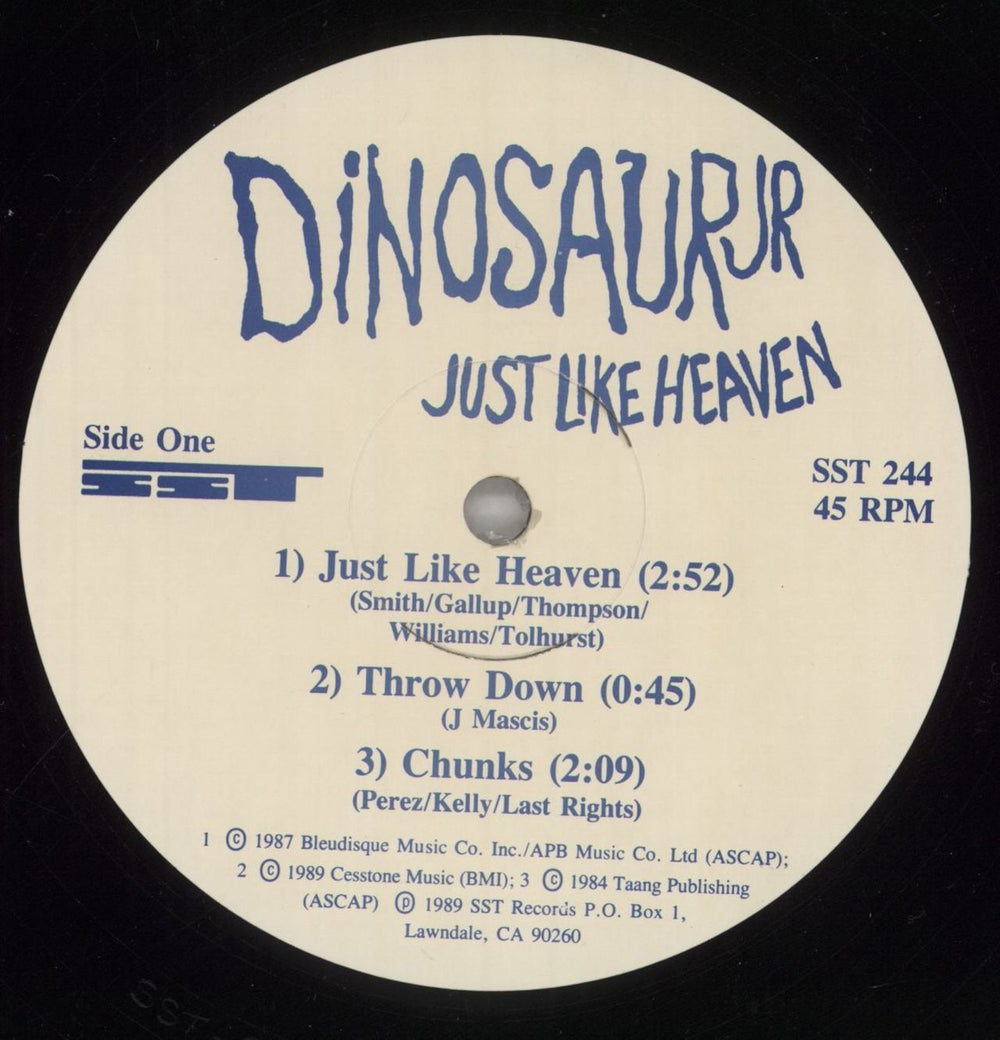 DiNOSAUR JR
JUST LIKE HEAVEN
Side One
SST
SST 244
45 RPM
1) Just Like Heaven (2:52)
(Smith/Gallup/Thompson/
Williams/Tolhurst)
2) Throw Down (0:45)
(J Mascis)
3) Chunks (2:09)
(Perez/Kelly/Last Rights)
1 © 1987 Bleudisque Music Co. Inc./APB Music Co. Ltd (ASCAP);
2 © 1989 Cesstone Music (BMI); 3 © 1984 Taang Publishing
(ASCAP) ℗ 1989 SST Records P.O. Box 1,
Lawndale, CA 90260
SST